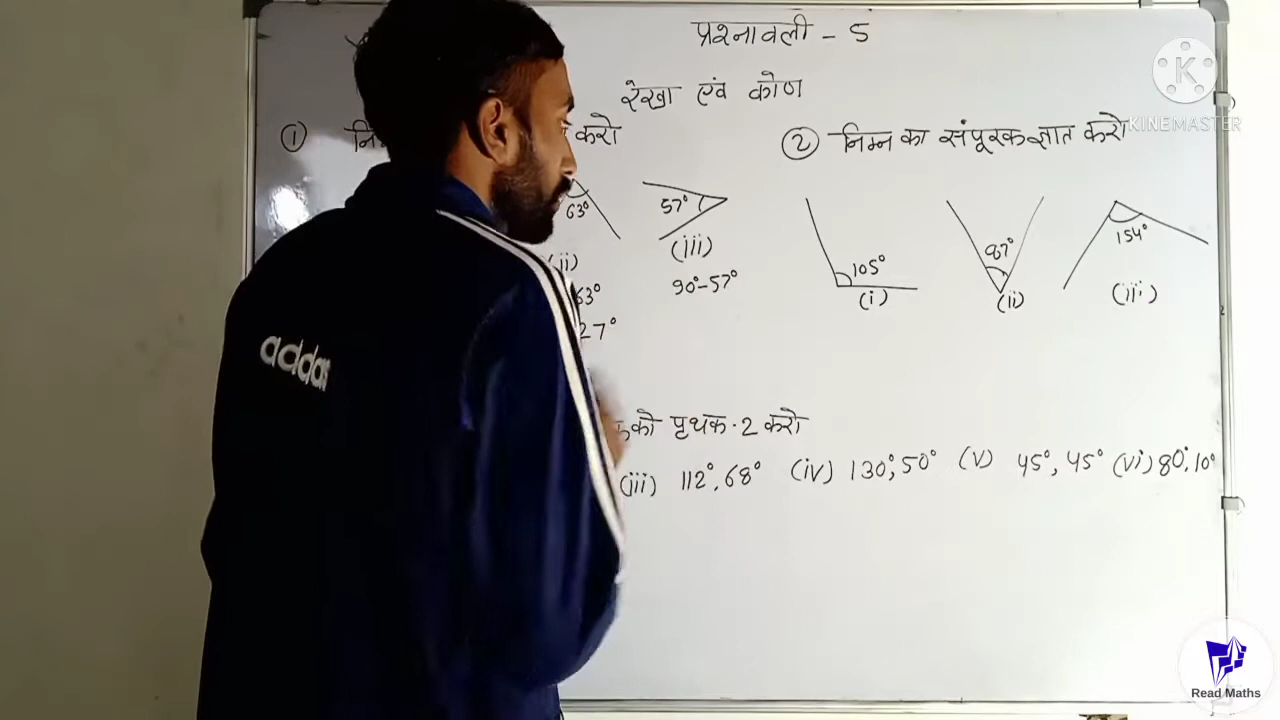 प्रश्नावली - 5
रेखा एवं कोण
① करो
63° 57°
(ii) (iii)
63° 90°-57°
27°
② निम्न का संपूरक ज्ञात करो
105° 87° 154°
(i) (ii) (iii)
को पृथक-2 करो
(iii) 112°, 68° (iv) 130°, 50° (v) 45°, 45° (vi) 80°, 10°
addas
K
KINEMASTER
Read Maths